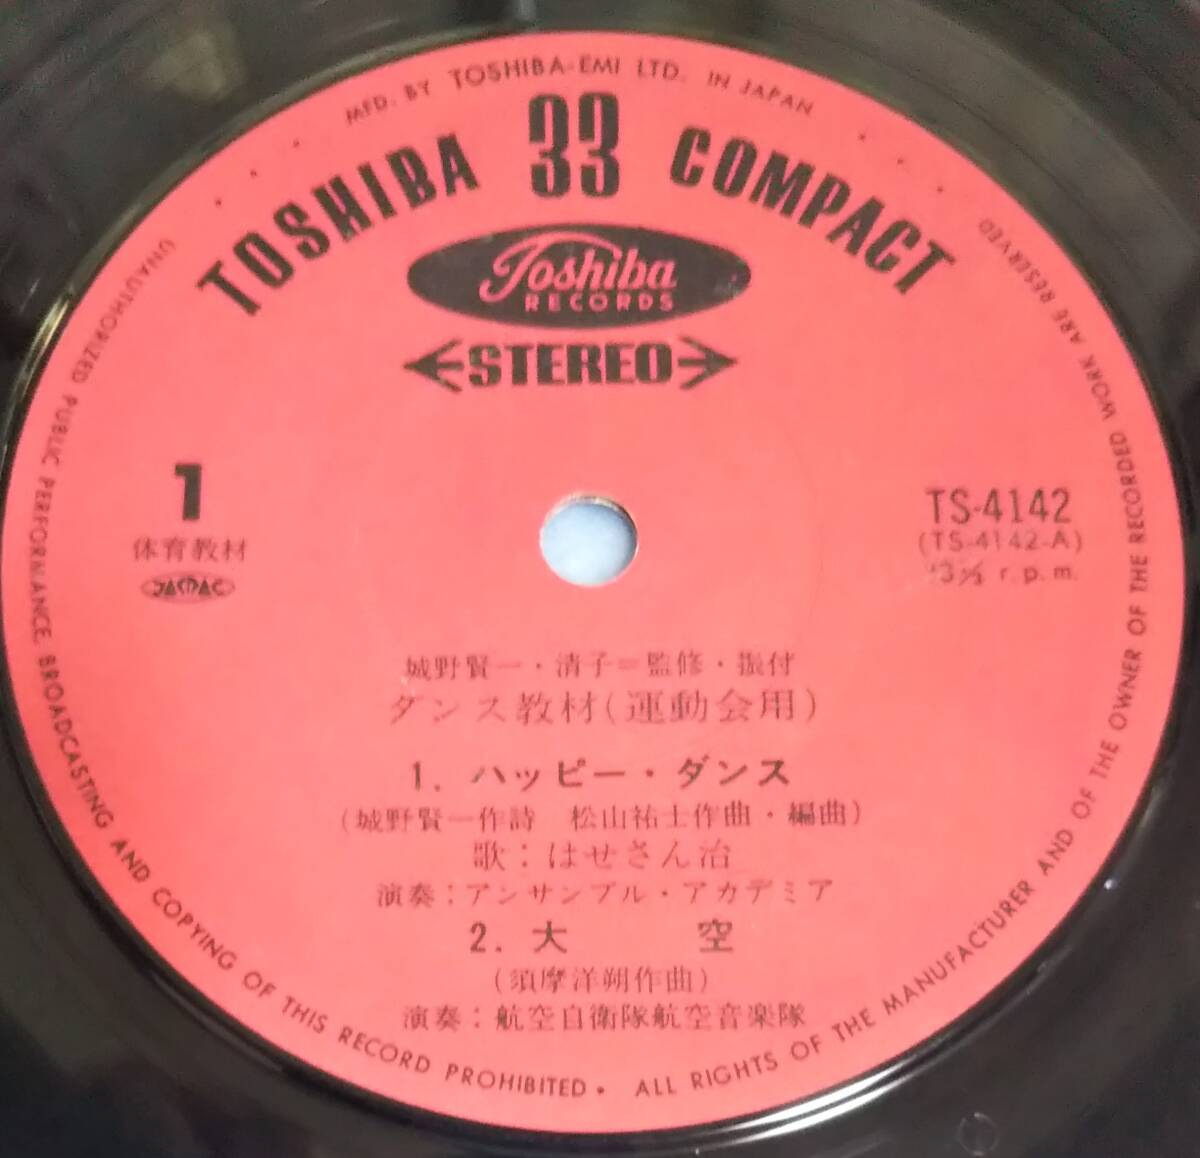 MFD. BY TOSHIBA-EMI LTD. IN JAPAN
TOSHIBA 33 COMPACT
Toshiba
RECORDS
STEREO
1
体育教材
JASRAC
TS-4142
(TS-4142-A)
33⅓ r.p.m.
城野賢一・清子=監修・振付
ダンス教材(運動会用)
1. ハッピー・ダンス
(城野賢一作詩 松山祐士作曲・編曲)
歌:はせさん治
演奏:アンサンブル・アカデミア
2. 大 空
(須摩洋朔作曲)
演奏:航空自衛隊航空音楽隊
UNAUTHORIZED PUBLIC PERFORMANCE, BROADCASTING AND COPYING OF THIS RECORD PROHIBITED • ALL RIGHTS OF THE MANUFACTURER AND OF THE OWNER OF THE RECORDED WORK ARE RESERVED